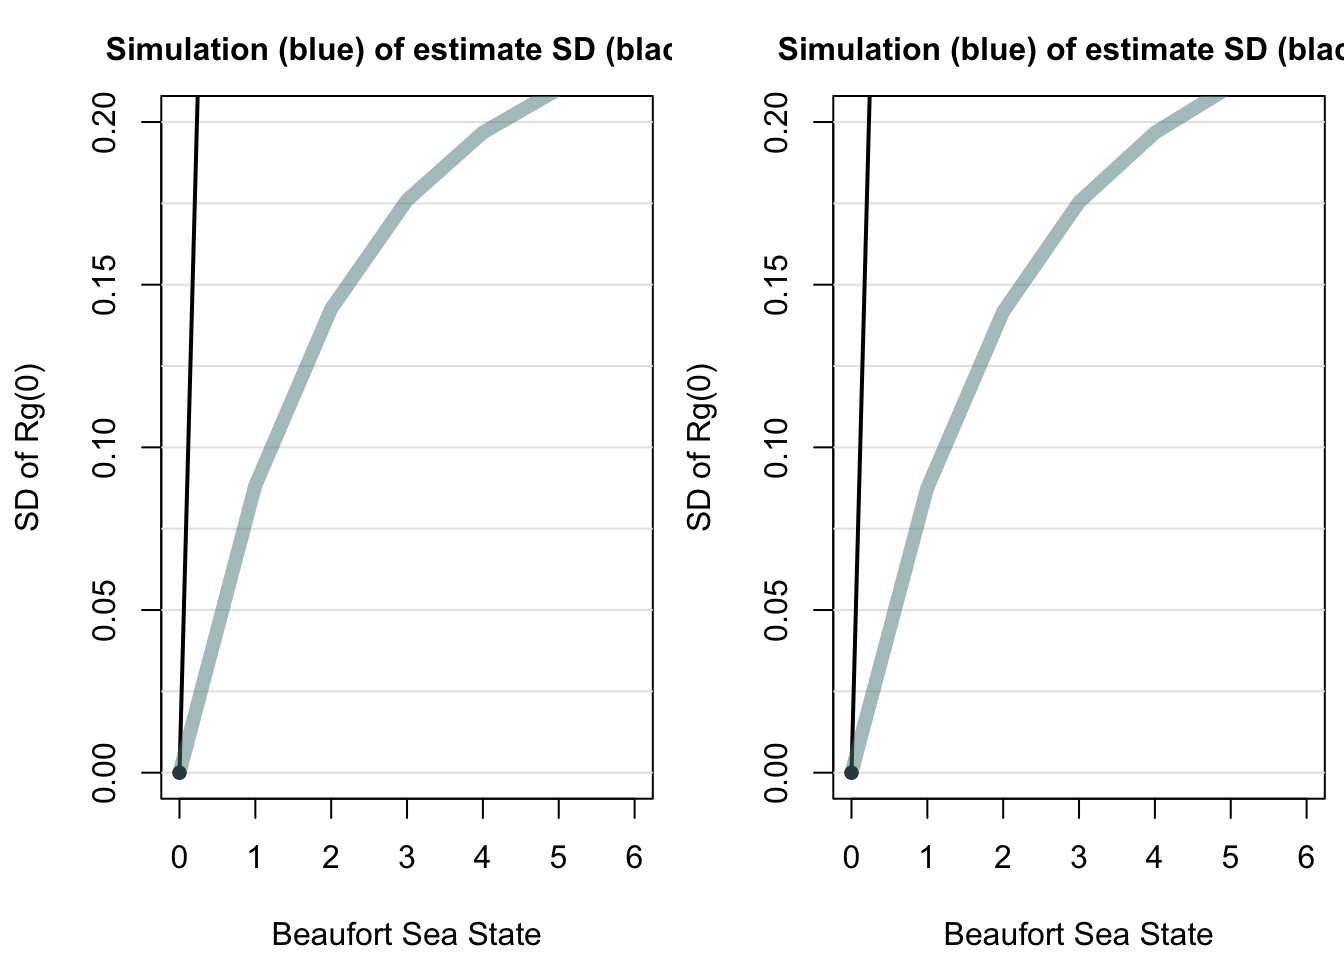 Simulation (blue) of estimate SD (blac
SD of Rg(0)
0.20
0.15
0.10
0.05
0.00
0 1 2 3 4 5 6
Beaufort Sea State
Simulation (blue) of estimate SD (blac
SD of Rg(0)
0.20
0.15
0.10
0.05
0.00
0 1 2 3 4 5 6
Beaufort Sea State